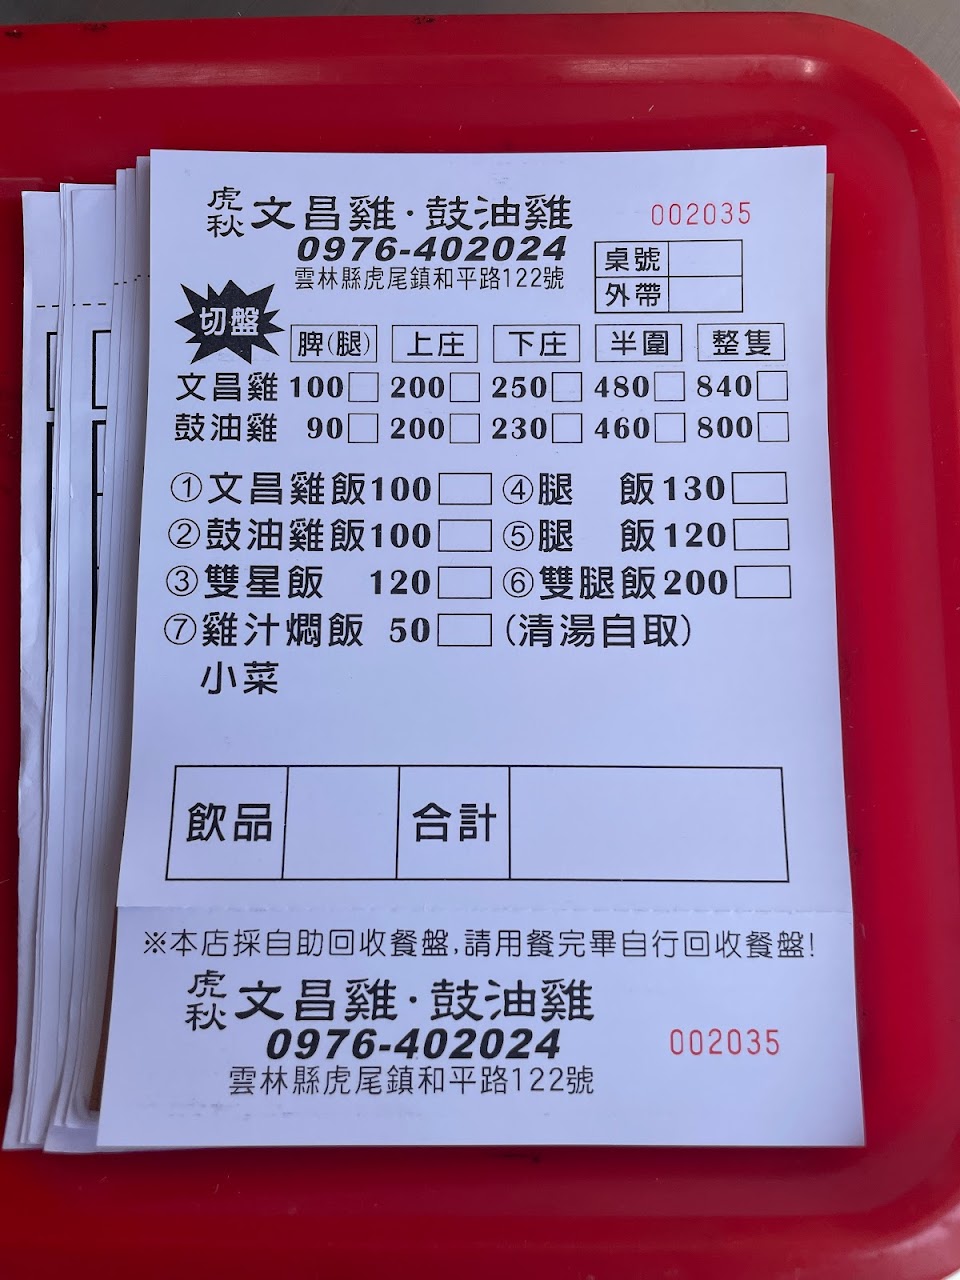 虎秋 文昌雞·鼓油雞 002035
0976-402024
雲林縣虎尾鎮和平路122號
桌號
外帶
切盤 脾(腿) 上庄 下庄 半圍 整隻
文昌雞 100 200 250 480 840
鼓油雞 90 200 230 460 800
①文昌雞飯100 ④腿 飯130
②鼓油雞飯100 ⑤腿 飯120
③雙星飯 120 ⑥雙腿飯200
⑦雞汁燜飯 50 (清湯自取)
小菜
飲品 合計
※本店採自助回收餐盤,請用餐完畢自行回收餐盤!
虎秋 文昌雞·鼓油雞
0976-402024 002035
雲林縣虎尾鎮和平路122號